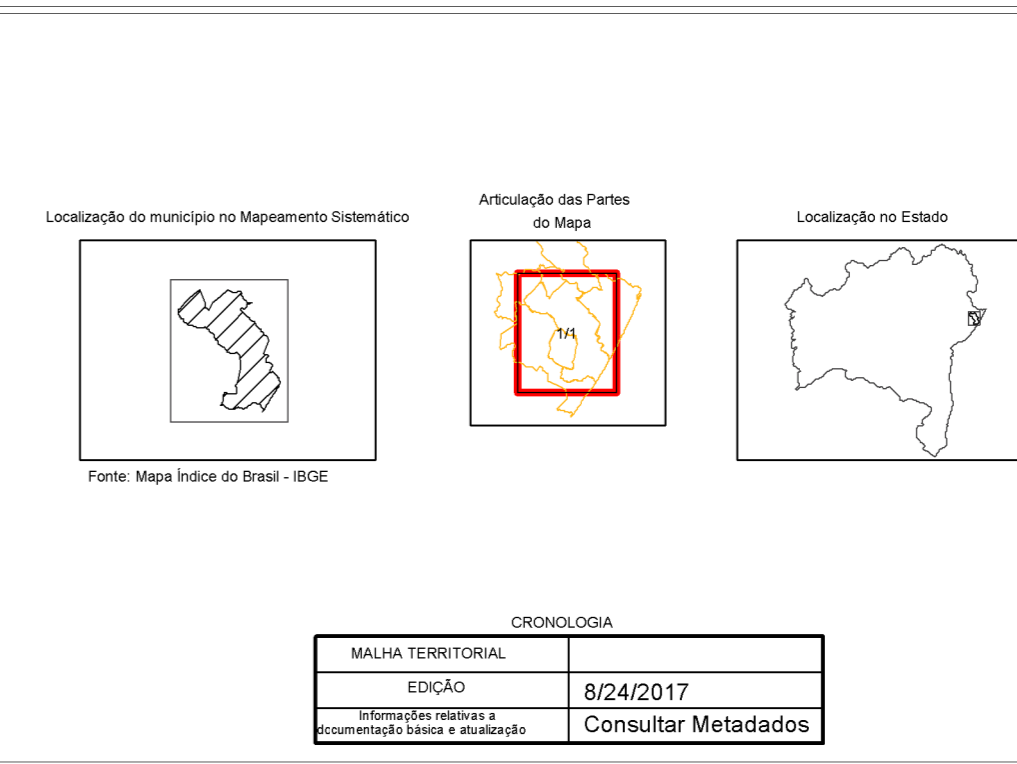 Articulação das Partes
do Mapa
Localização do município no Mapeamento Sistemático
Localização no Estado
1/1
Fonte: Mapa Índice do Brasil - IBGE
CRONOLOGIA
MALHA TERRITORIAL
EDIÇÃO
8/24/2017
Informações relativas a
documentação básica e atualização
Consultar Metadados